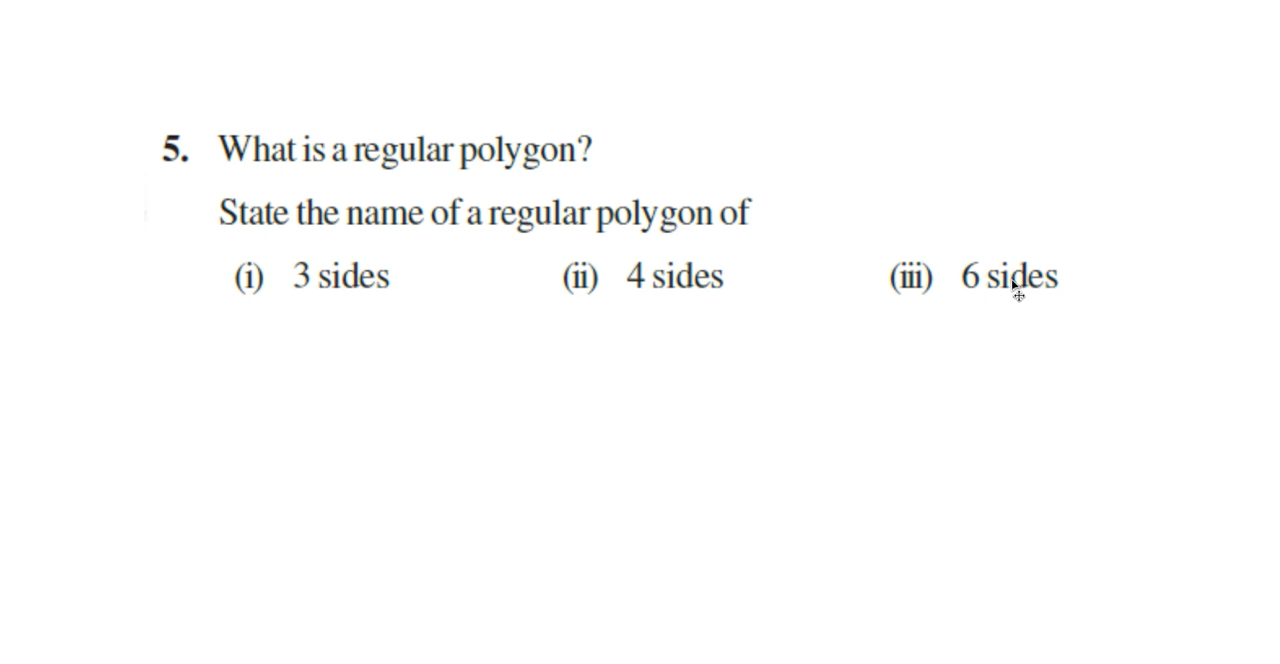 5. What is a regular polygon?
State the name of a regular polygon of
(i) 3 sides (ii) 4 sides (iii) 6 sides